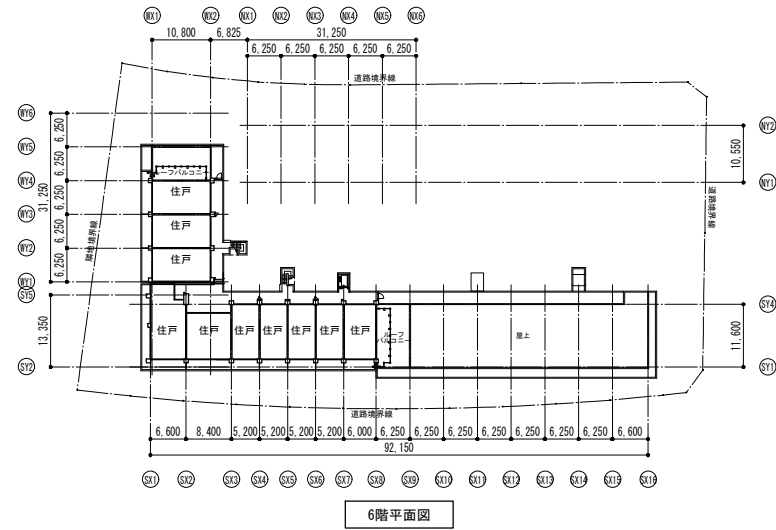 WX1 WX2 NX1 NX2 NX3 NX4 NX5 NX6
10,800 6,825 31,250
6,250 6,250 6,250 6,250 6,250
道路境界線
WY6
WY5
WY4
WY3
WY2
WY1
SY5
SY2
6,250
6,250
6,250
6,250
6,250
31,250
13,350
隣地境界線
NY2
NY1
10,550
道路境界線
SY4
SY1
11,600
ルーフバルコニー
住戸
住戸
住戸
住戸 住戸 住戸 住戸 住戸 住戸 住戸
ルーフ
バルコニー
屋上
道路境界線
6,600 8,400 5,200 5,200 5,200 5,200 6,000 6,250 6,250 6,250 6,250 6,250 6,250 6,250 6,600
92,150
SX1 SX2 SX3 SX4 SX5 SX6 SX7 SX8 SX9 SX10 SX11 SX12 SX13 SX14 SX15 SX16
6階平面図